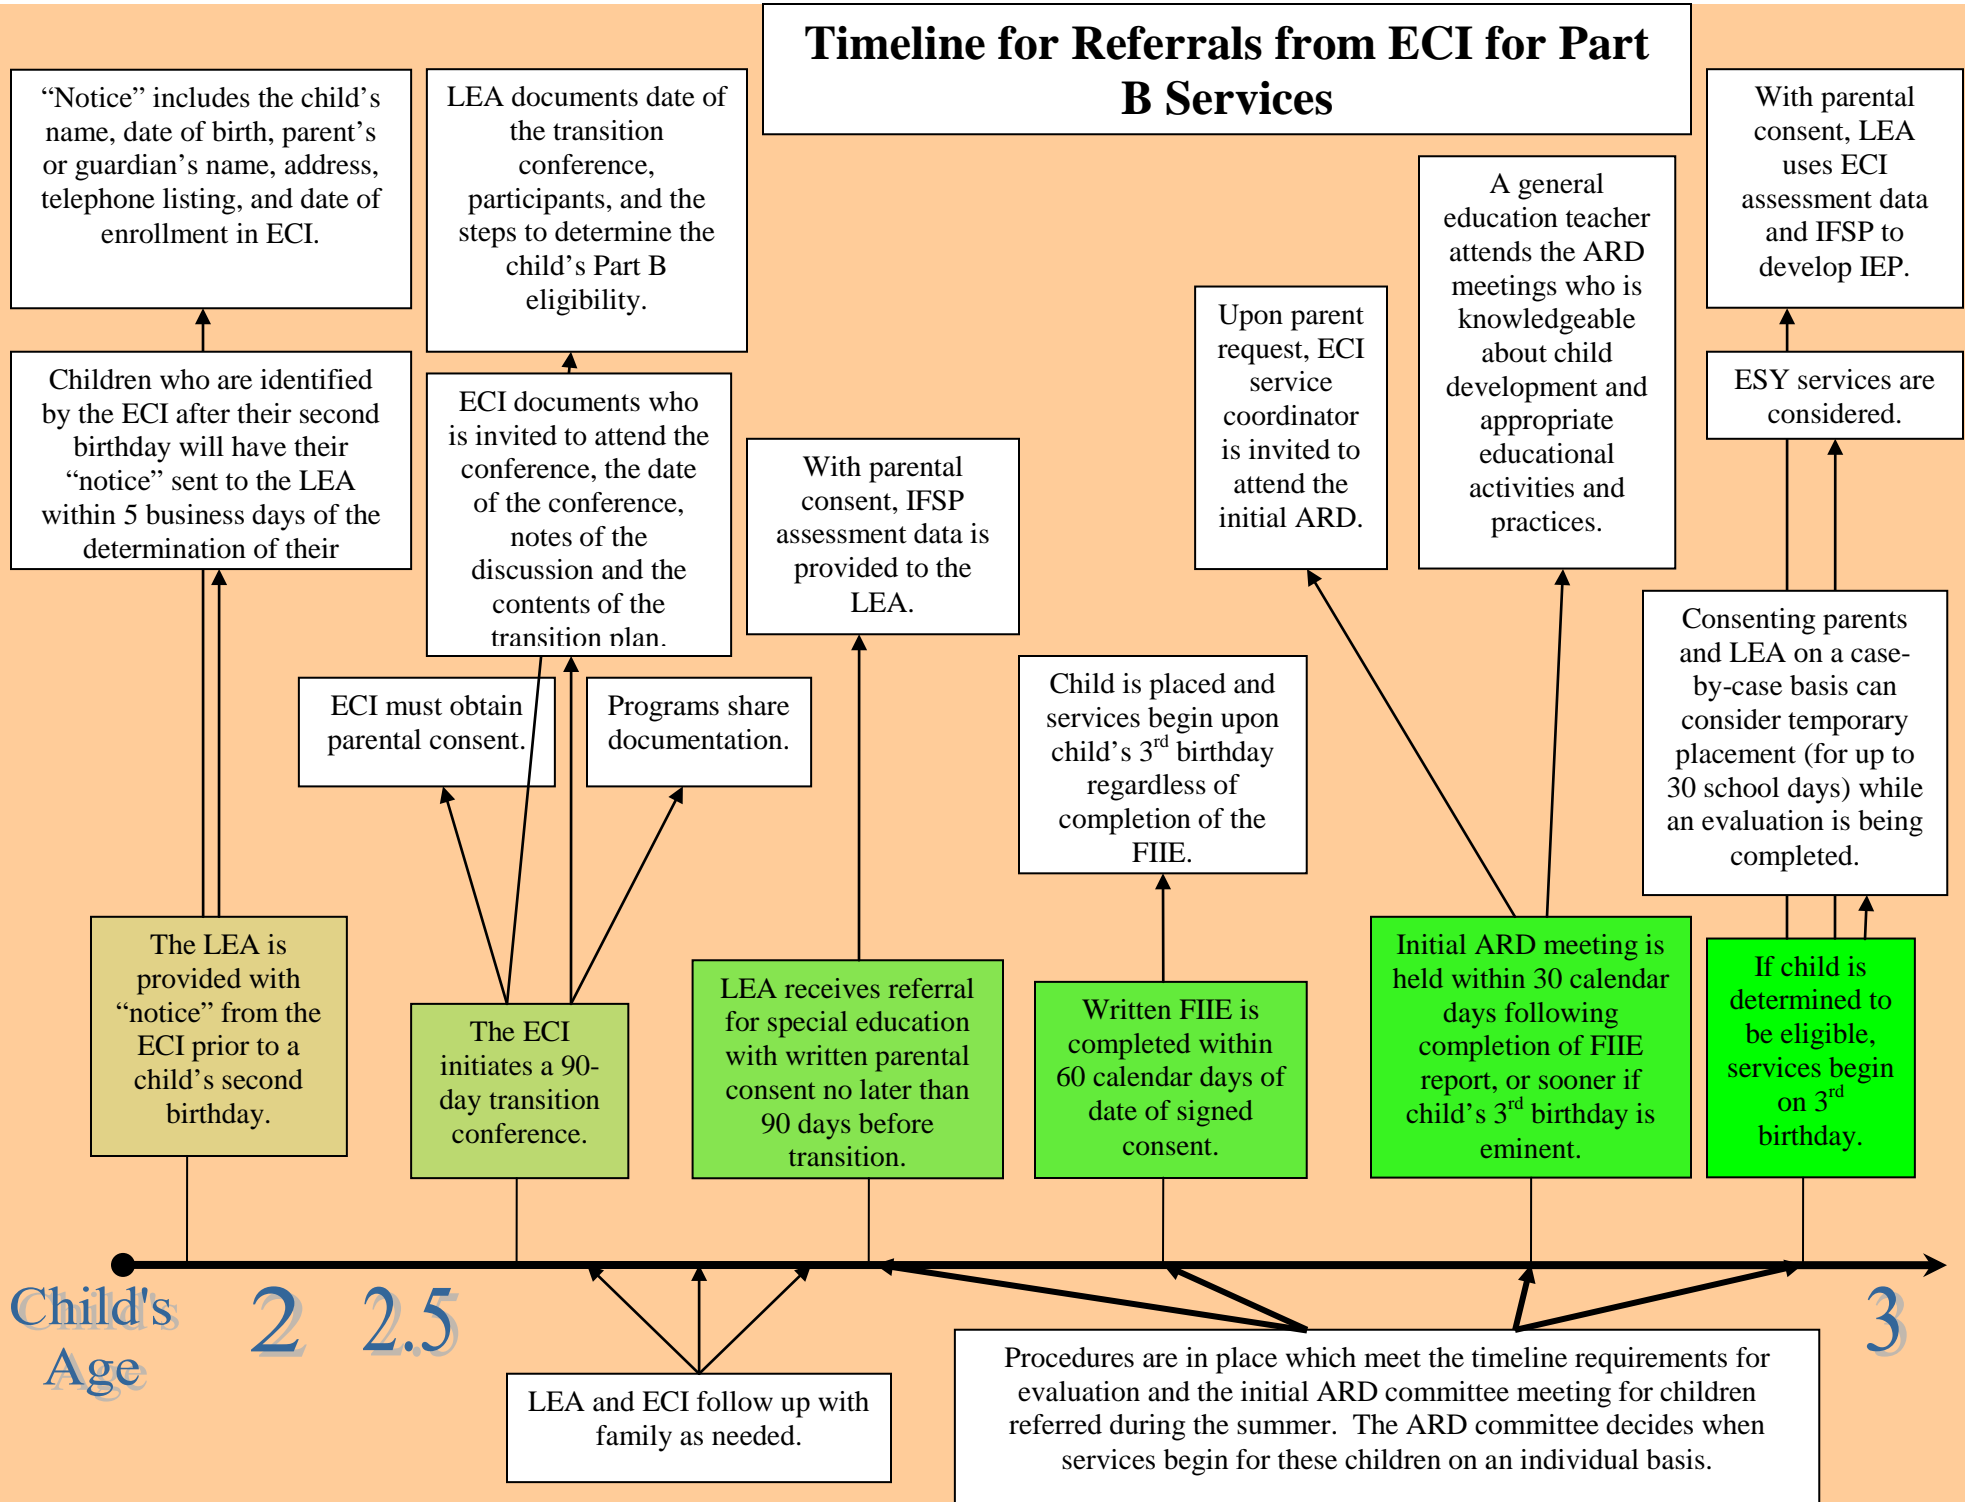 Timeline for Referrals from ECI for Part
B Services
“Notice” includes the child’s
name, date of birth, parent’s
or guardian’s name, address,
telephone listing, and date of
enrollment in ECI.
LEA documents date of
the transition
conference,
participants, and the
steps to determine the
child’s Part B
eligibility.
With parental
consent, LEA
uses ECI
assessment data
and IFSP to
develop IEP.
A general
education teacher
attends the ARD
meetings who is
knowledgeable
about child
development and
appropriate
educational
activities and
practices.
Upon parent
request, ECI
service
coordinator
is invited to
attend the
initial ARD.
Children who are identified
by the ECI after their second
birthday will have their
“notice” sent to the LEA
within 5 business days of the
determination of their
ECI documents who
is invited to attend the
conference, the date
of the conference,
notes of the
discussion and the
contents of the
transition plan.
ESY services are
considered.
With parental
consent, IFSP
assessment data is
provided to the
LEA.
Consenting parents
and LEA on a case-
by-case basis can
consider temporary
placement (for up to
30 school days) while
an evaluation is being
completed.
ECI must obtain
parental consent.
Programs share
documentation.
Child is placed and
services begin upon
child’s 3rd birthday
regardless of
completion of the
FIIE.
The LEA is
provided with
“notice” from the
ECI prior to a
child’s second
birthday.
The ECI
initiates a 90-
day transition
conference.
LEA receives referral
for special education
with written parental
consent no later than
90 days before
transition.
Written FIIE is
completed within
60 calendar days of
date of signed
consent.
Initial ARD meeting is
held within 30 calendar
days following
completion of FIIE
report, or sooner if
child’s 3rd birthday is
eminent.
If child is
determined to
be eligible,
services begin
on 3rd
birthday.
Child's
Age
2
2.5
3
LEA and ECI follow up with
family as needed.
Procedures are in place which meet the timeline requirements for
evaluation and the initial ARD committee meeting for children
referred during the summer.  The ARD committee decides when
services begin for these children on an individual basis.